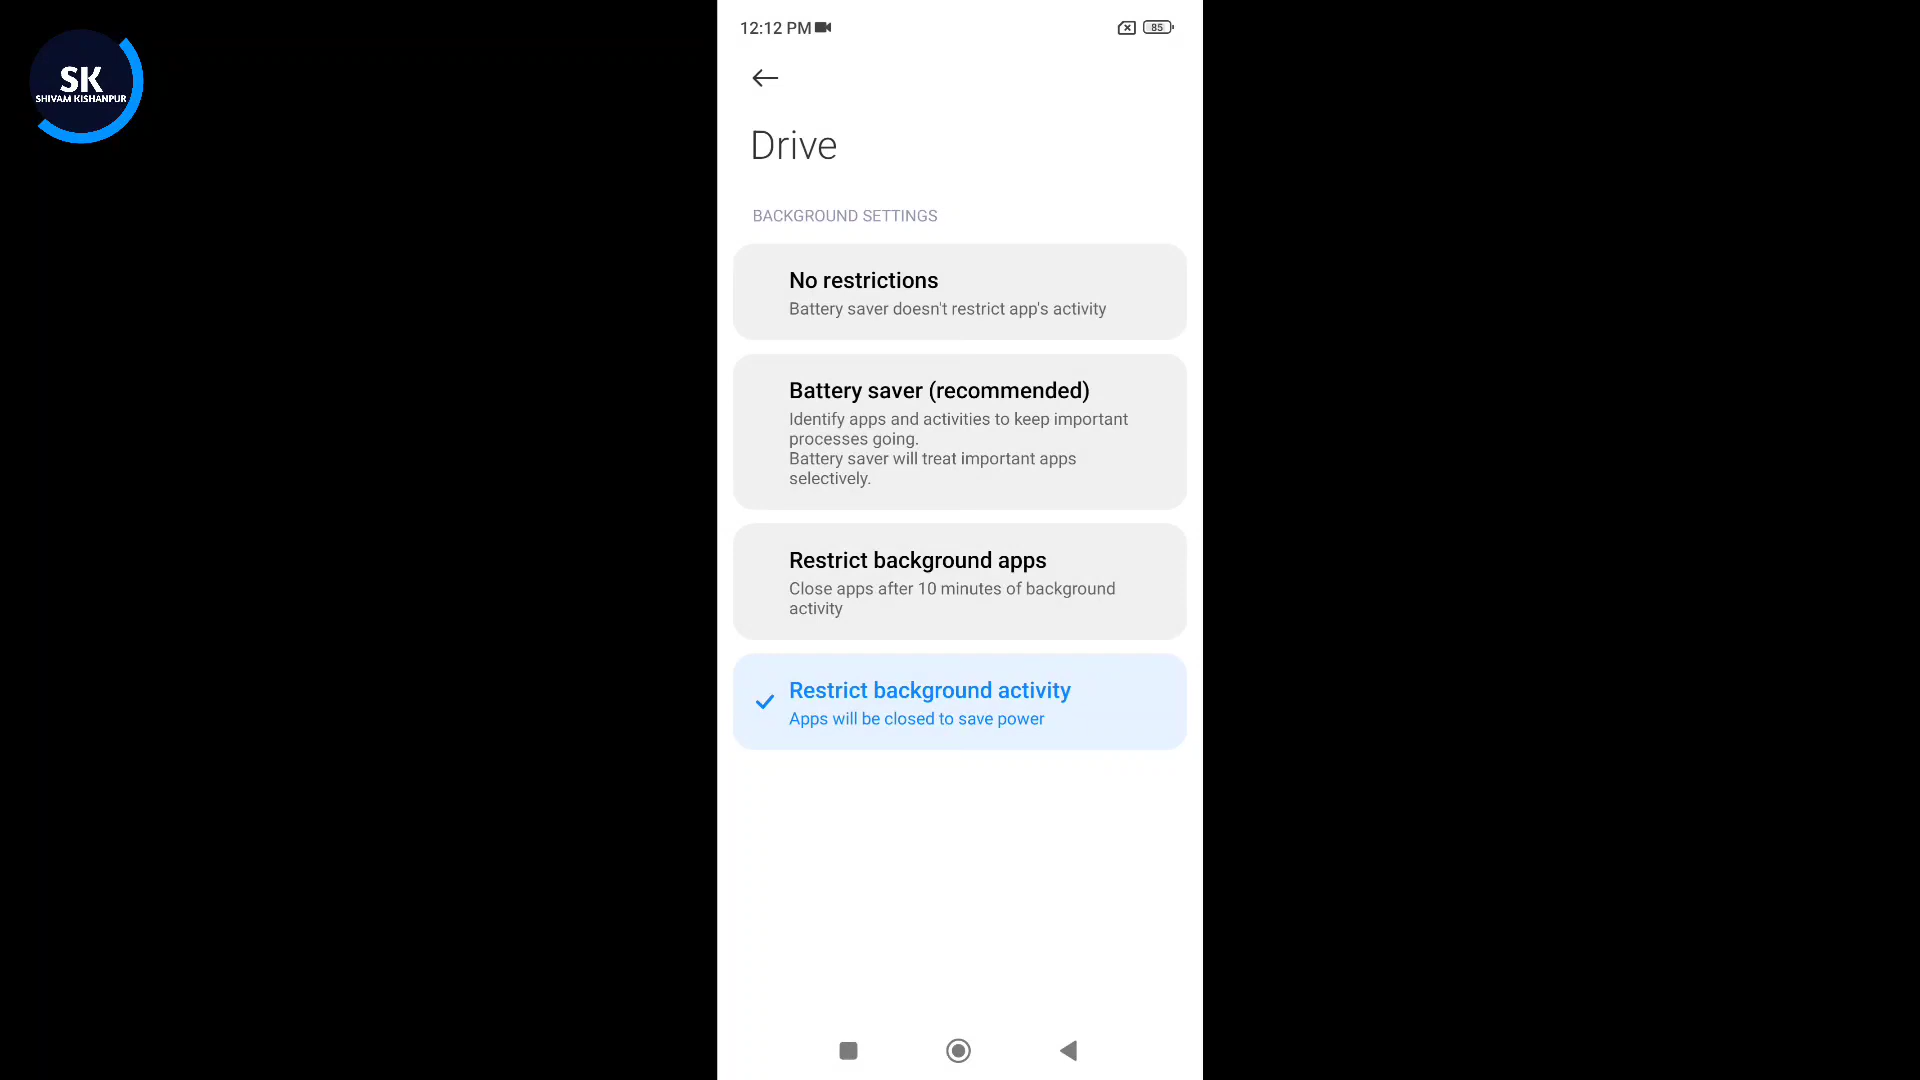 SK
SHIVAM KISHANPUR
12:12 PM
85
Drive
BACKGROUND SETTINGS
No restrictions
Battery saver doesn't restrict app's activity
Battery saver (recommended)
Identify apps and activities to keep important
processes going.
Battery saver will treat important apps
selectively.
Restrict background apps
Close apps after 10 minutes of background
activity
Restrict background activity
Apps will be closed to save power